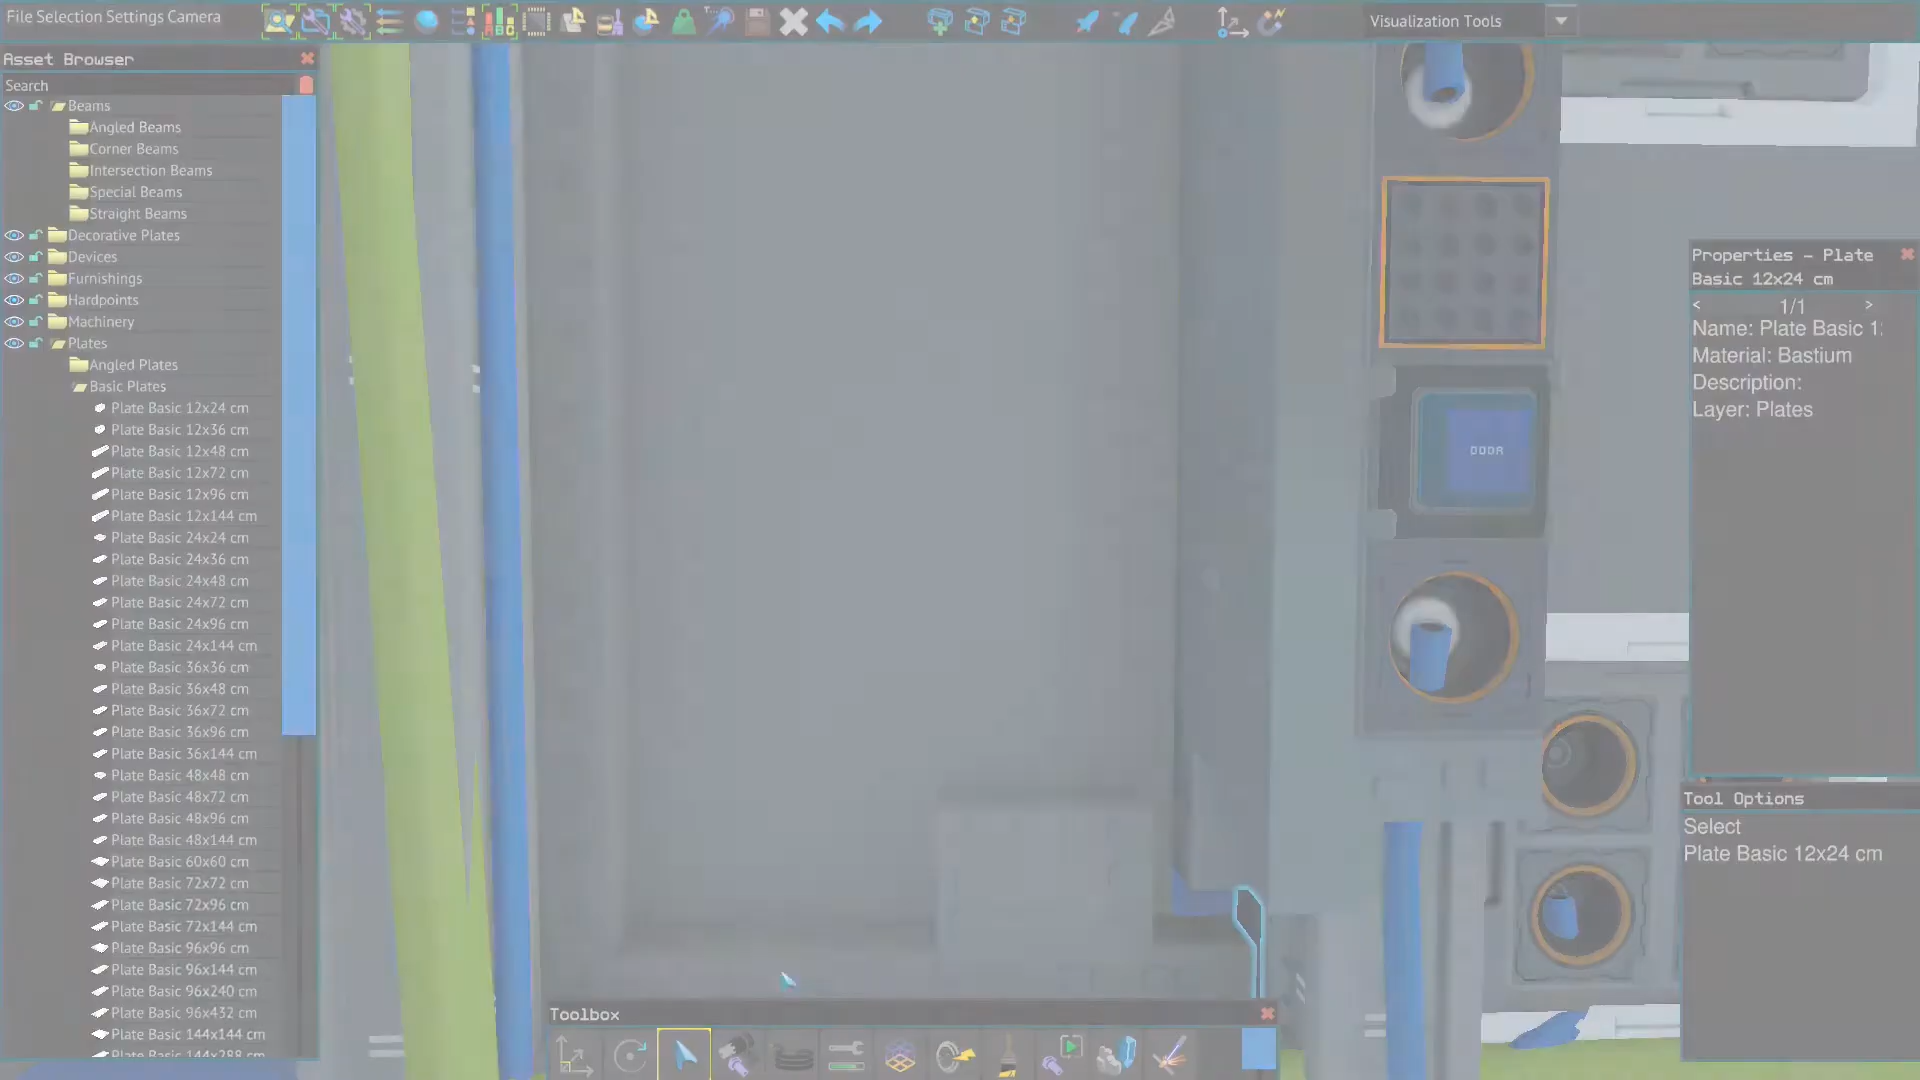 File Selection Settings Camera
Visualization Tools
Asset Browser
Search
Beams
Angled Beams
Corner Beams
Intersection Beams
Special Beams
Straight Beams
Decorative Plates
Devices
Furnishings
Hardpoints
Machinery
Plates
Angled Plates
Basic Plates
Plate Basic 12x24 cm
Plate Basic 12x36 cm
Plate Basic 12x48 cm
Plate Basic 12x72 cm
Plate Basic 12x96 cm
Plate Basic 12x144 cm
Plate Basic 24x24 cm
Plate Basic 24x36 cm
Plate Basic 24x48 cm
Plate Basic 24x72 cm
Plate Basic 24x96 cm
Plate Basic 24x144 cm
Plate Basic 36x36 cm
Plate Basic 36x48 cm
Plate Basic 36x72 cm
Plate Basic 36x96 cm
Plate Basic 36x144 cm
Plate Basic 48x48 cm
Plate Basic 48x72 cm
Plate Basic 48x96 cm
Plate Basic 48x144 cm
Plate Basic 60x60 cm
Plate Basic 72x72 cm
Plate Basic 72x96 cm
Plate Basic 72x144 cm
Plate Basic 96x96 cm
Plate Basic 96x144 cm
Plate Basic 96x240 cm
Plate Basic 96x432 cm
Plate Basic 144x144 cm
Plate Basic 144x288 cm
DOOR
Properties - Plate
Basic 12x24 cm
< 1/1 >
Name: Plate Basic 1
Material: Bastium
Description:
Layer: Plates
Tool Options
Select
Plate Basic 12x24 cm
Toolbox